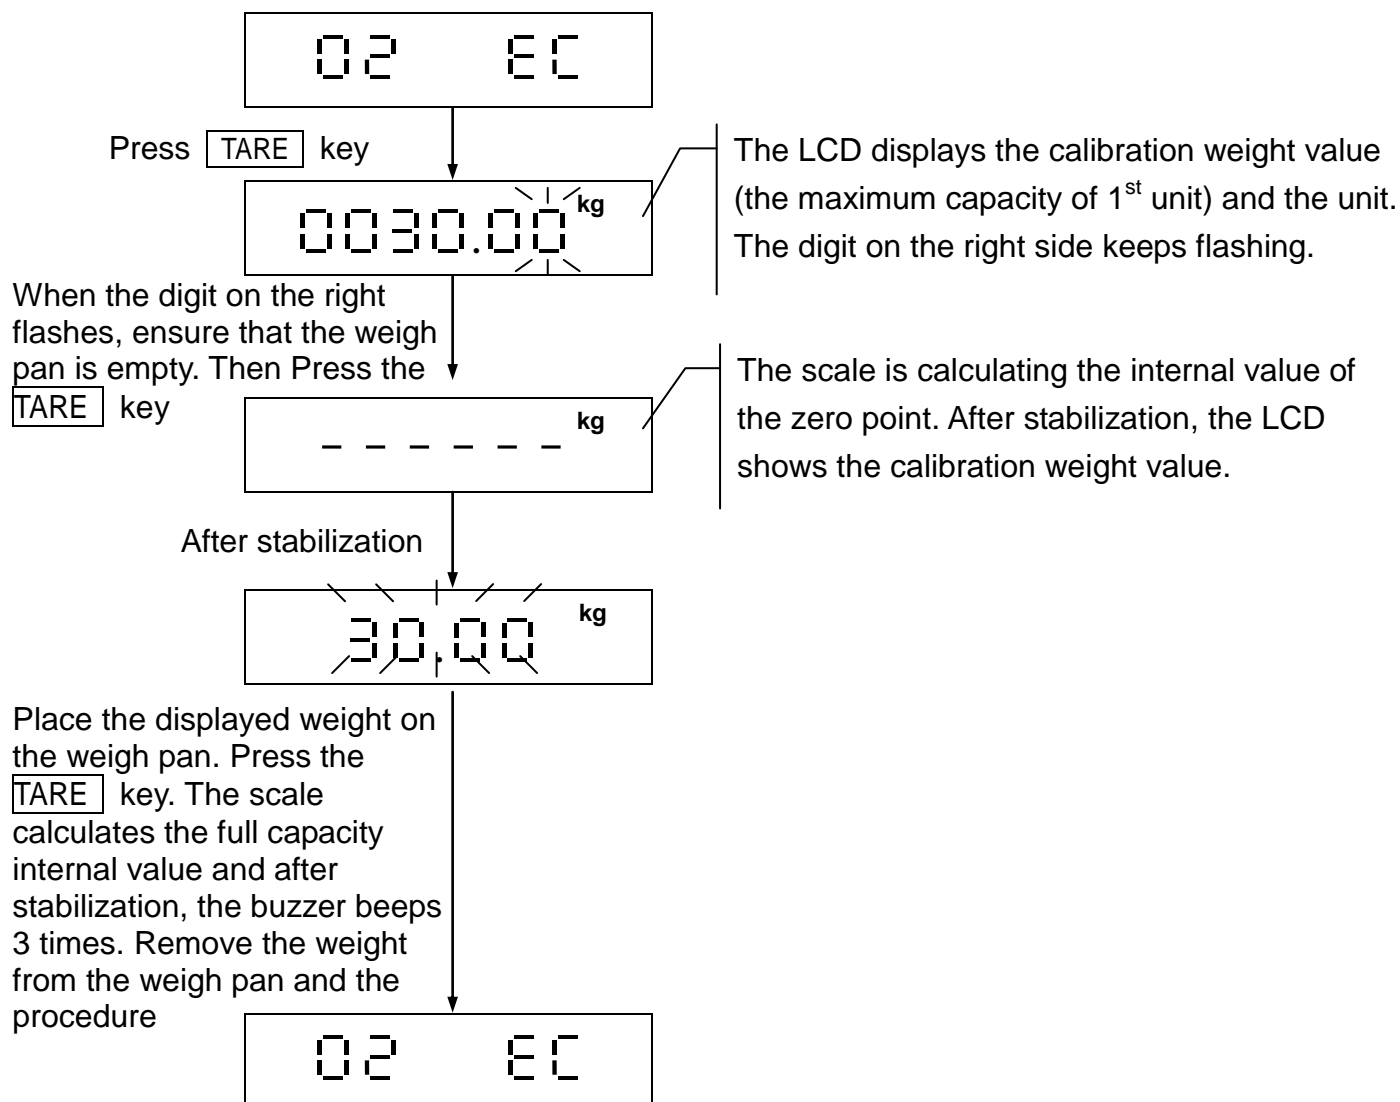 02 EC
Press TARE key
0030.00 kg
The LCD displays the calibration weight value
(the maximum capacity of 1st unit) and the unit.
The digit on the right side keeps flashing.
When the digit on the right
flashes, ensure that the weigh
pan is empty. Then Press the
TARE key
- - - - - - kg
The scale is calculating the internal value of
the zero point. After stabilization, the LCD
shows the calibration weight value.
After stabilization
30.00 kg
Place the displayed weight on
the weigh pan. Press the
TARE key. The scale
calculates the full capacity
internal value and after
stabilization, the buzzer beeps
3 times. Remove the weight
from the weigh pan and the
procedure
02 EC